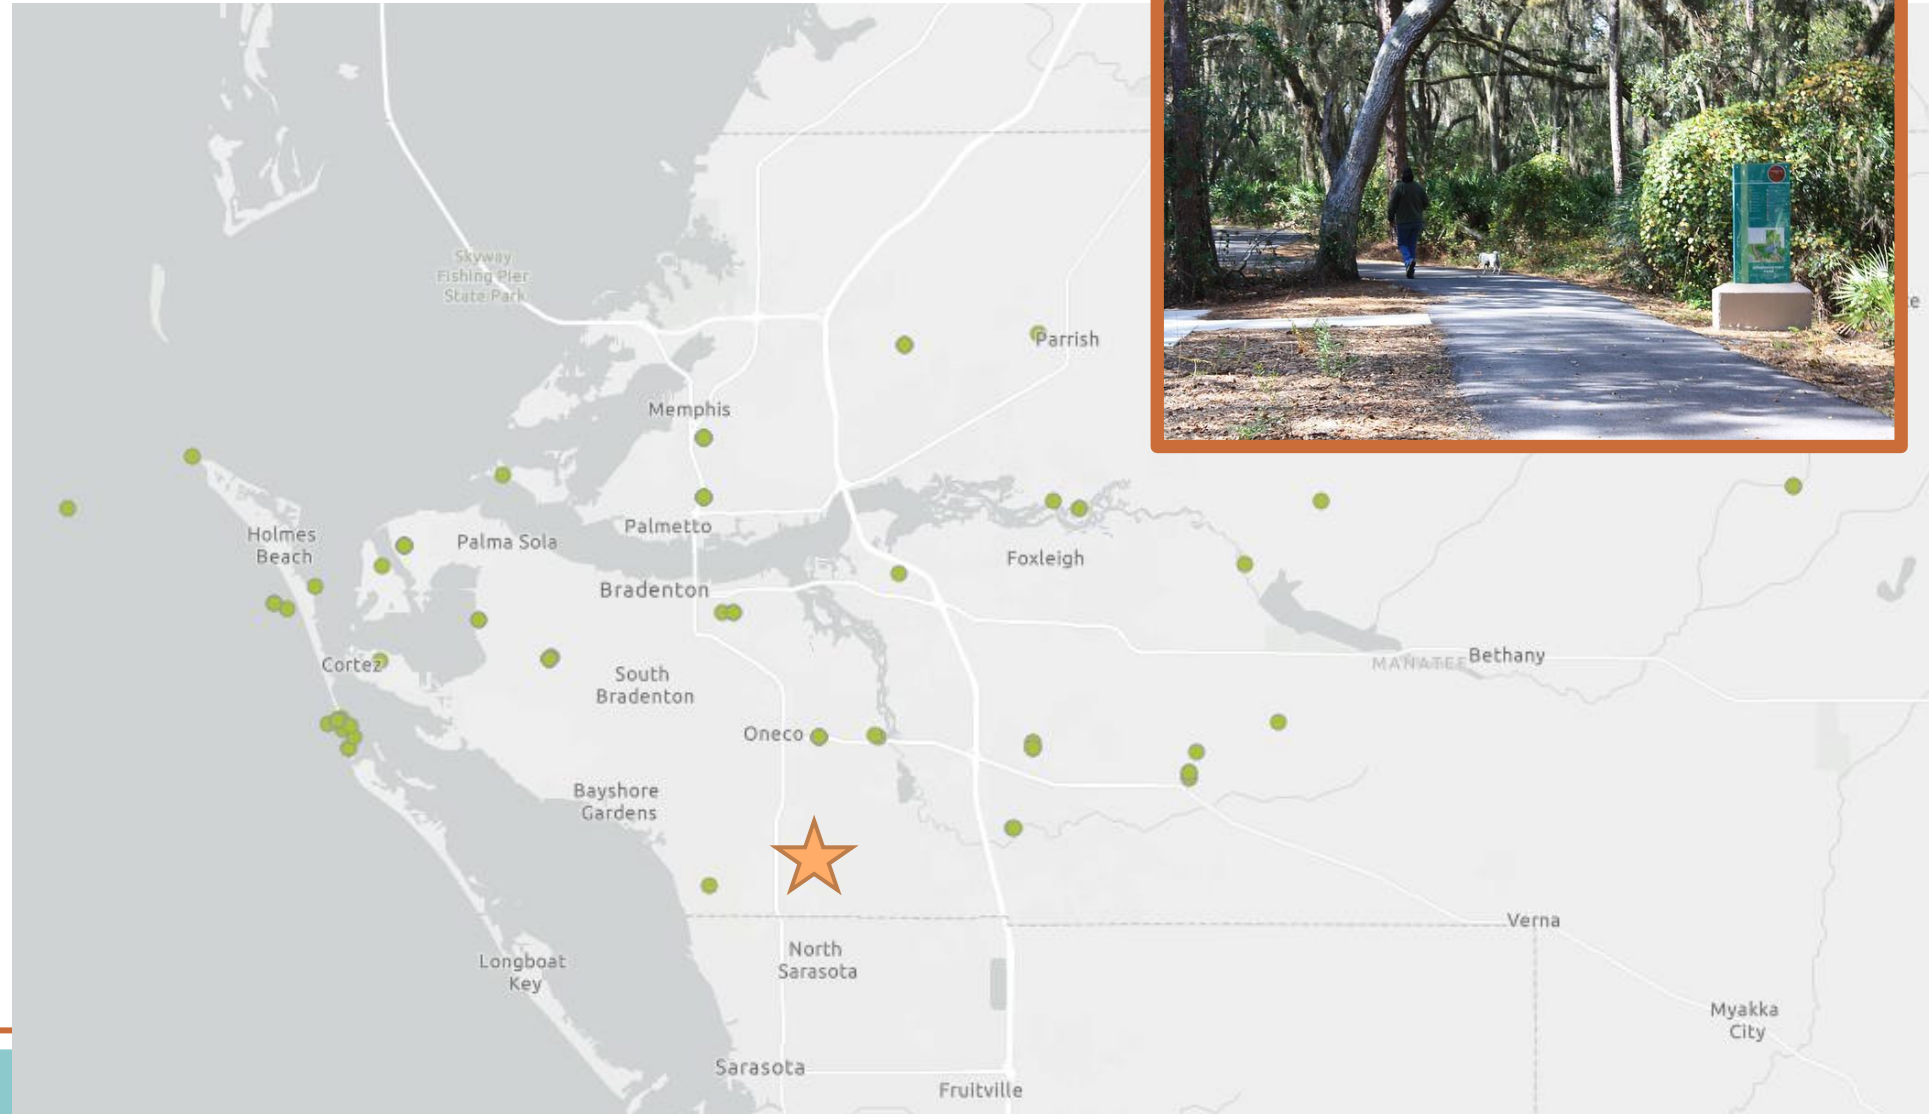 Skyway
Fishing Pier
State Park
Parrish
Memphis
Holmes
Beach
Palma Sola
Palmetto
Foxleigh
Bradenton
Cortez
South
Bradenton
MANATEE
Bethany
Oneco
Bayshore
Gardens
Verna
North
Sarasota
Longboat
Key
Myakka
City
Sarasota
Fruitville